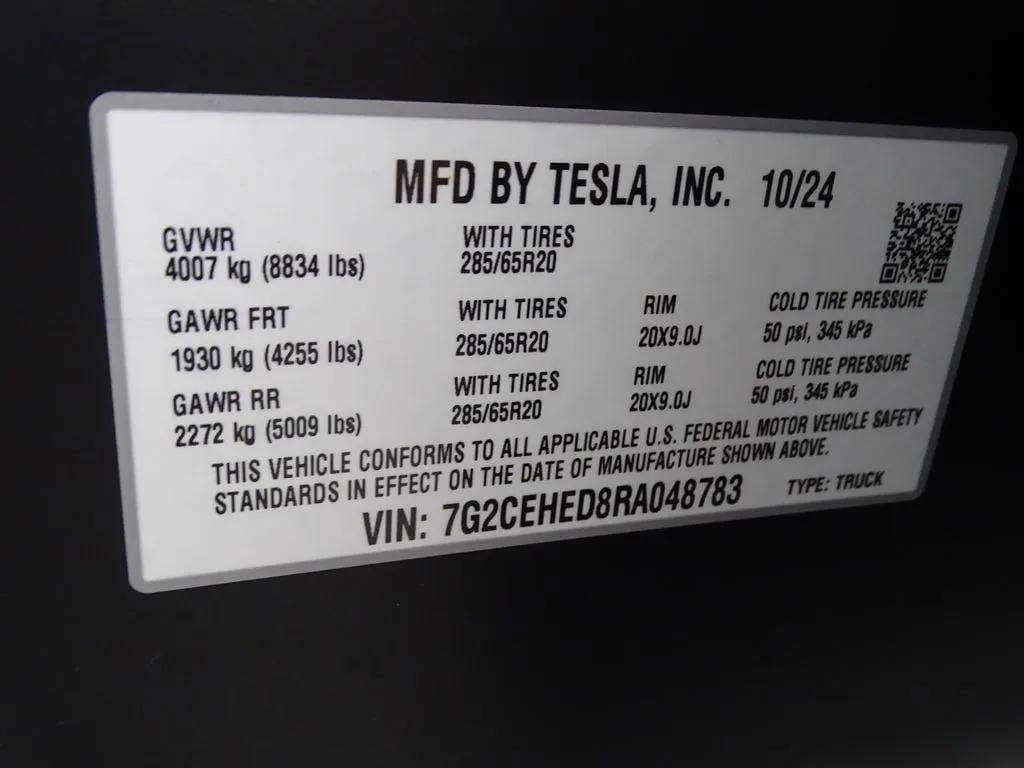 MFD BY TESLA, INC. 10/24
GVWR WITH TIRES
4007 kg (8834 lbs) 285/65R20
GAWR FRT WITH TIRES RIM COLD TIRE PRESSURE
1930 kg (4255 lbs) 285/65R20 20X9.0J 50 psi, 345 kPa
GAWR RR WITH TIRES RIM COLD TIRE PRESSURE
2272 kg (5009 lbs) 285/65R20 20X9.0J 50 psi, 345 kPa
THIS VEHICLE CONFORMS TO ALL APPLICABLE U.S. FEDERAL MOTOR VEHICLE SAFETY
STANDARDS IN EFFECT ON THE DATE OF MANUFACTURE SHOWN ABOVE.
VIN: 7G2CEHED8RA048783 TYPE: TRUCK